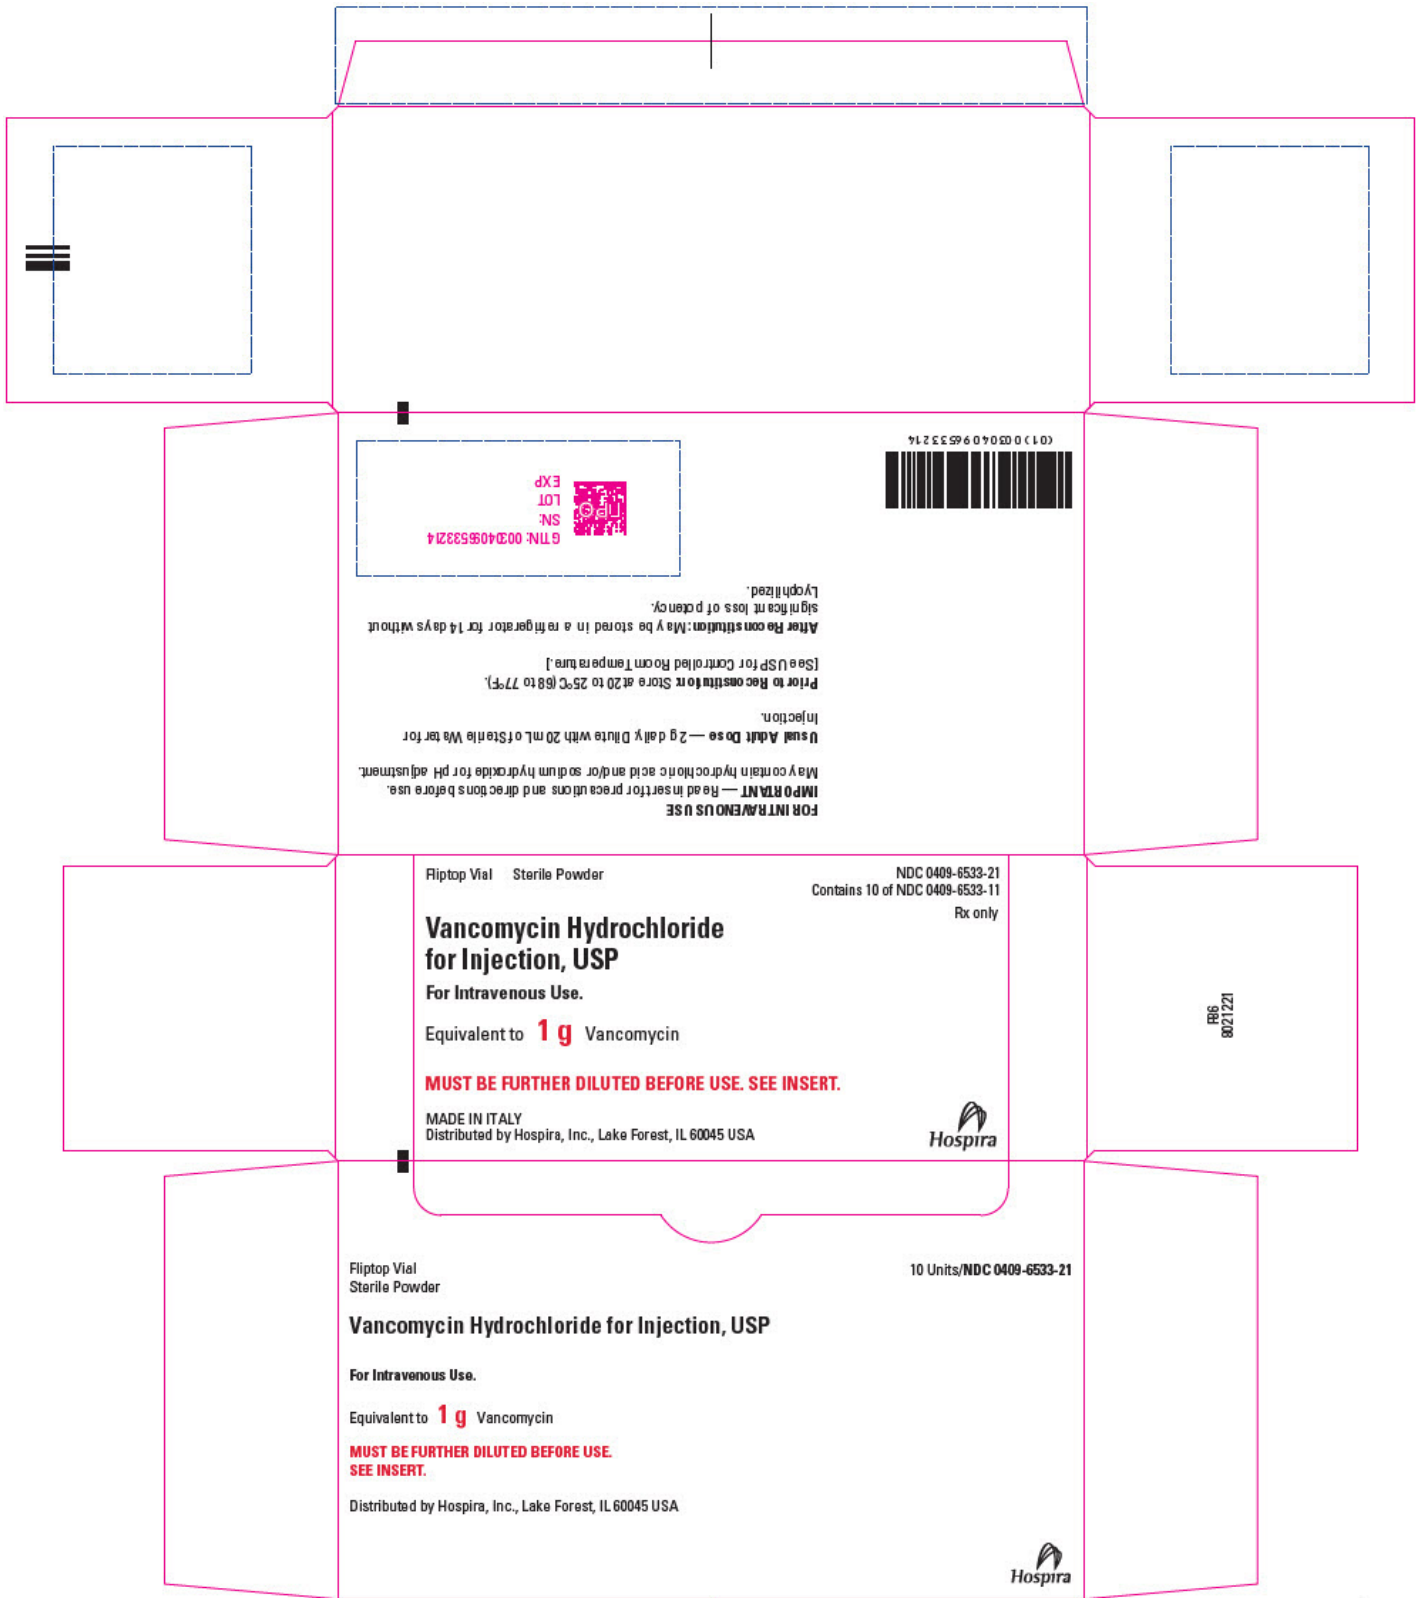 (01)00304096533214
GTIN: 00304096533214
SN:
LOT
EXP
FOR INTRAVENOUS USE
IMPORTANT — Read insert for precautions and directions before use.
May contain hydrochloric acid and/or sodium hydroxide for pH adjustment.
Usual Adult Dose — 2 g daily. Dilute with 20 mL of Sterile Water for
Injection.
Prior to Reconstitution: Store at 20 to 25°C (68 to 77°F).
[See USP for Controlled Room Temperature.]
After Reconstitution: May be stored in a refrigerator for 14 days without
significant loss of potency.
Lyophilized.
Fliptop Vial Sterile Powder
NDC 0409-6533-21
Contains 10 of NDC 0409-6533-11
Rx only
Vancomycin Hydrochloride
for Injection, USP
For Intravenous Use.
Equivalent to 1 g Vancomycin
MUST BE FURTHER DILUTED BEFORE USE. SEE INSERT.
MADE IN ITALY
Distributed by Hospira, Inc., Lake Forest, IL 60045 USA
Hospira
FB6
8021221
Fliptop Vial
Sterile Powder
10 Units/NDC 0409-6533-21
Vancomycin Hydrochloride for Injection, USP
For Intravenous Use.
Equivalent to 1 g Vancomycin
MUST BE FURTHER DILUTED BEFORE USE.
SEE INSERT.
Distributed by Hospira, Inc., Lake Forest, IL 60045 USA
Hospira